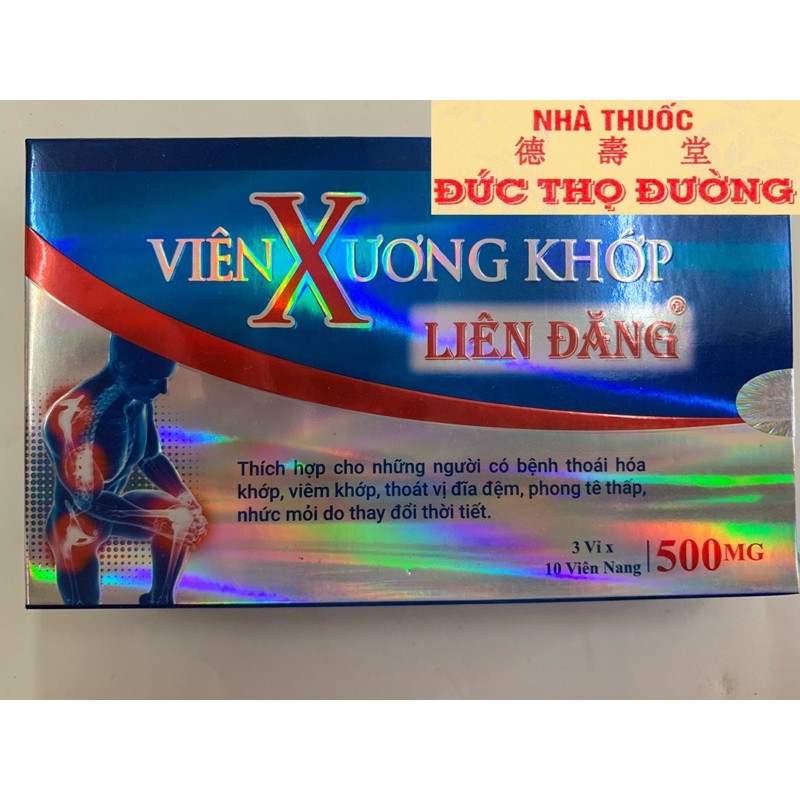 NHÀ THUỐC
德壽堂
ĐỨC THỌ ĐƯỜNG
VIÊN XƯƠNG KHỚP
LIÊN ĐĂNG®
Thích hợp cho những người có bệnh thoái hóa
khớp, viêm khớp, thoát vị đĩa đệm, phong tê thấp,
nhức mỏi do thay đổi thời tiết.
3 Vỉ x
10 Viên Nang
500MG